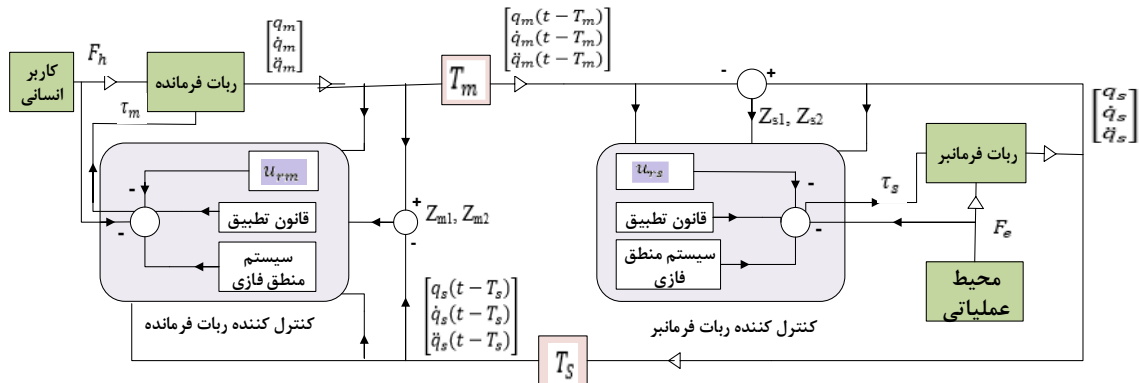 کاربر
انسانی
F_h
ربات فرمانده
τ_m
[q_m
q̇_m
q̈_m]
T_m
[q_m(t − T_m)
q̇_m(t − T_m)
q̈_m(t − T_m)]
- +
Z_s1, Z_s2
[q_s
q̇_s
q̈_s]
u_rm
-
-
قانون تطبیق
سیستم
منطق فازی
+
Z_m1, Z_m2
-
کنترل کننده ربات فرمانده
[q_s(t − T_s)
q̇_s(t − T_s)
q̈_s(t − T_s)]
T_S
u_rs
-
-
قانون تطبیق
سیستم منطق
فازی
کنترل کننده ربات فرمانبر
τ_s
ربات فرمانبر
F_e
محیط
عملیاتی